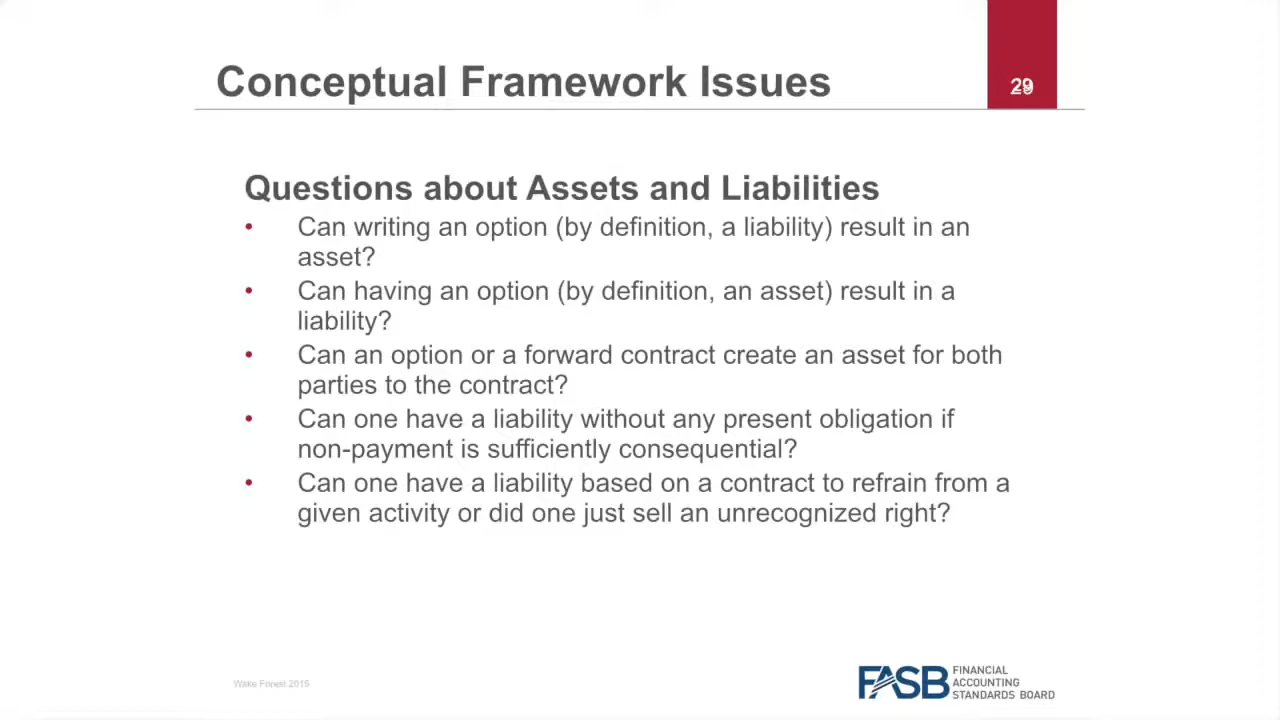 Conceptual Framework Issues
Questions about Assets and Liabilities
• Can writing an option (by definition, a liability) result in an
asset?
• Can having an option (by definition, an asset) result in a
liability?
• Can an option or a forward contract create an asset for both
parties to the contract?
• Can one have a liability without any present obligation if
non-payment is sufficiently consequential?
• Can one have a liability based on a contract to refrain from a
given activity or did one just sell an unrecognized right?
Wake Forest 2015
FASB
FINANCIAL
ACCOUNTING
STANDARDS BOARD